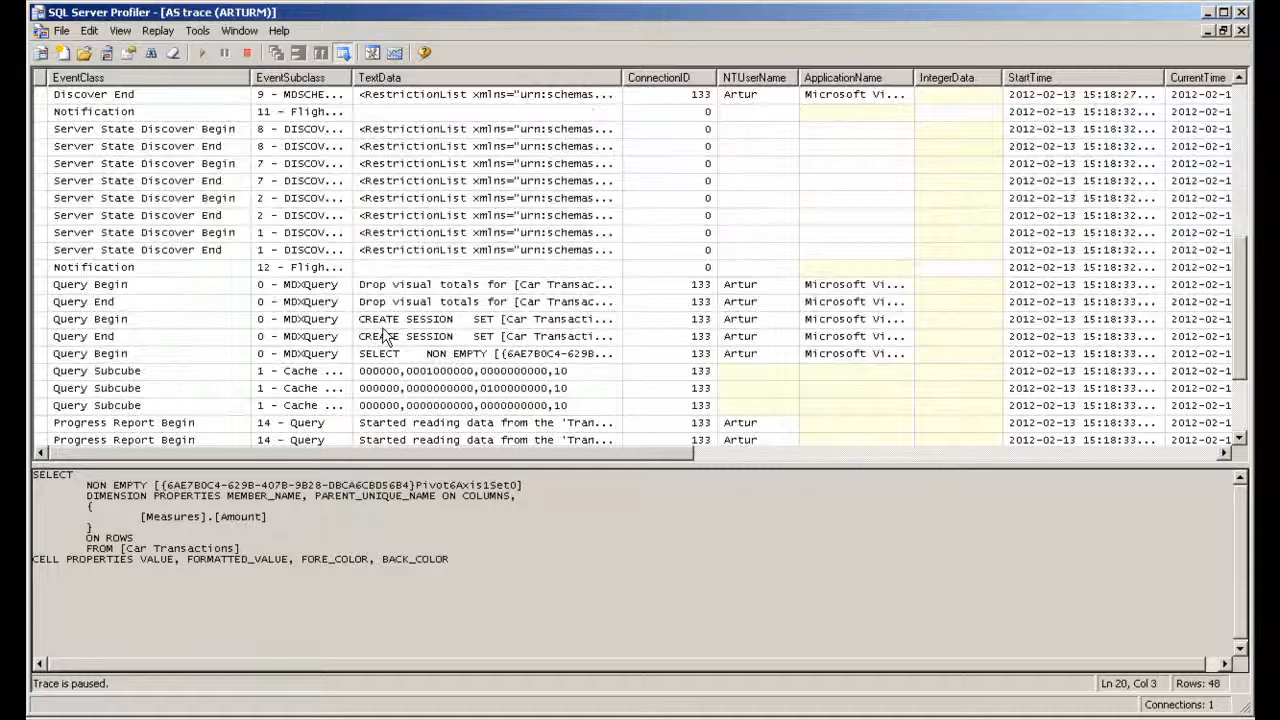 SQL Server Profiler - [AS trace (ARTURM)]
File Edit View Replay Tools Window Help
EventClass EventSubclass TextData ConnectionID NTUserName ApplicationName IntegerData StartTime CurrentTime
Discover End 9 - MDSCHE... <RestrictionList xmlns="urn:schemas... 133 Artur Microsoft Vi... 2012-02-13 15:18:27... 2012-02-1
Notification 11 - Fligh... 0 2012-02-13 15:18:32... 2012-02-1
Server State Discover Begin 8 - DISCOV... <RestrictionList xmlns="urn:schemas... 0 2012-02-13 15:18:32... 2012-02-1
Server State Discover End 8 - DISCOV... <RestrictionList xmlns="urn:schemas... 0 2012-02-13 15:18:32... 2012-02-1
Server State Discover Begin 7 - DISCOV... <RestrictionList xmlns="urn:schemas... 0 2012-02-13 15:18:32... 2012-02-1
Server State Discover End 7 - DISCOV... <RestrictionList xmlns="urn:schemas... 0 2012-02-13 15:18:32... 2012-02-1
Server State Discover Begin 2 - DISCOV... <RestrictionList xmlns="urn:schemas... 0 2012-02-13 15:18:32... 2012-02-1
Server State Discover End 2 - DISCOV... <RestrictionList xmlns="urn:schemas... 0 2012-02-13 15:18:32... 2012-02-1
Server State Discover Begin 1 - DISCOV... <RestrictionList xmlns="urn:schemas... 0 2012-02-13 15:18:32... 2012-02-1
Server State Discover End 1 - DISCOV... <RestrictionList xmlns="urn:schemas... 0 2012-02-13 15:18:32... 2012-02-1
Notification 12 - Fligh... 0 2012-02-13 15:18:32... 2012-02-1
Query Begin 0 - MDXQuery Drop visual totals for [Car Transac... 133 Artur Microsoft Vi... 2012-02-13 15:18:33... 2012-02-1
Query End 0 - MDXQuery Drop visual totals for [Car Transac... 133 Artur Microsoft Vi... 2012-02-13 15:18:33... 2012-02-1
Query Begin 0 - MDXQuery CREATE SESSION SET [Car Transacti... 133 Artur Microsoft Vi... 2012-02-13 15:18:33... 2012-02-1
Query End 0 - MDXQuery CREATE SESSION SET [Car Transacti... 133 Artur Microsoft Vi... 2012-02-13 15:18:33... 2012-02-1
Query Begin 0 - MDXQuery SELECT NON EMPTY [{6AE7B0C4-629B... 133 Artur Microsoft Vi... 2012-02-13 15:18:33... 2012-02-1
Query Subcube 1 - Cache ... 000000,0001000000,0000000000,10 133 2012-02-13 15:18:33... 2012-02-1
Query Subcube 1 - Cache ... 000000,0000000000,0100000000,10 133 2012-02-13 15:18:33... 2012-02-1
Query Subcube 1 - Cache ... 000000,0000000000,0000000000,10 133 2012-02-13 15:18:33... 2012-02-1
Progress Report Begin 14 - Query Started reading data from the 'Tran... 133 Artur 2012-02-13 15:18:33... 2012-02-1
Progress Report Begin 14 - Query Started reading data from the 'Tran... 133 Artur 2012-02-13 15:18:33... 2012-02-1
SELECT
NON EMPTY [{6AE7B0C4-629B-407B-9B28-DBCA6CBD56B4}Pivot6Axis1Set0]
DIMENSION PROPERTIES MEMBER_NAME, PARENT_UNIQUE_NAME ON COLUMNS,
{
[Measures].[Amount]
}
ON ROWS
FROM [Car Transactions]
CELL PROPERTIES VALUE, FORMATTED_VALUE, FORE_COLOR, BACK_COLOR
Trace is paused. Ln 20, Col 3 Rows: 48
Connections: 1